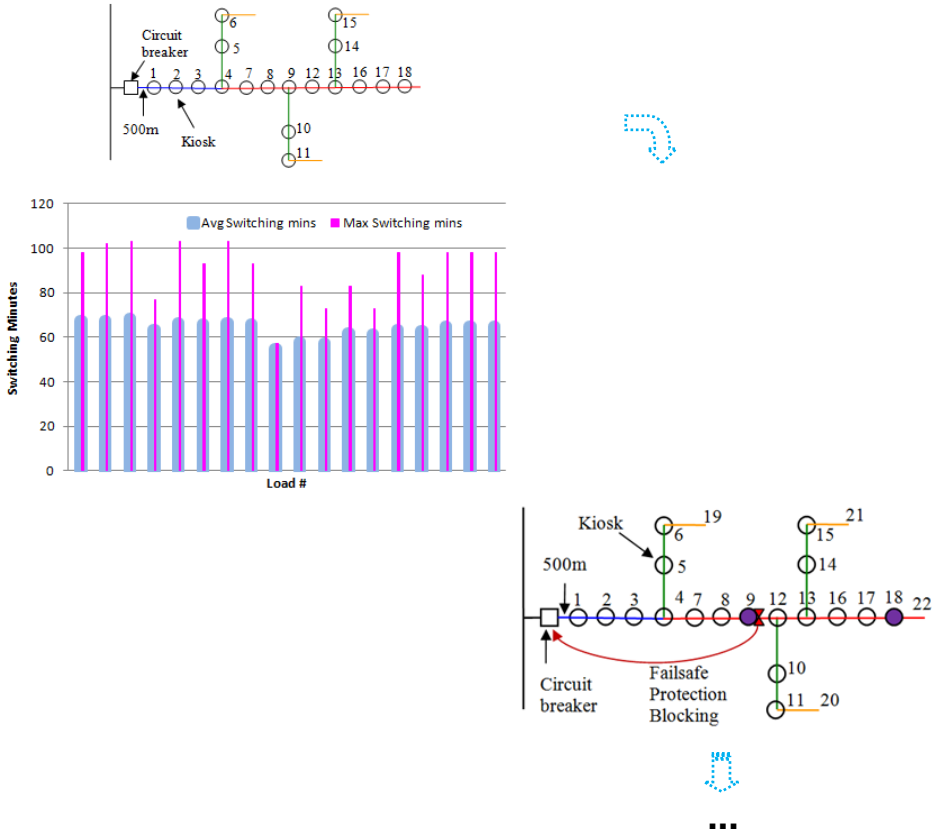 6
15
Circuit
breaker
5
14
1 2 3 4 7 8 9 12 13 16 17 18
500m
Kiosk
10
11
120
100
80
60
40
20
0
Switching Minutes
Avg Switching mins
Max Switching mins
Load #
Kiosk
19
21
6
15
500m
5
14
1 2 3 4 7 8 9 12 13 16 17 18 22
Circuit
breaker
Failsafe
Protection
Blocking
10
11 20
...